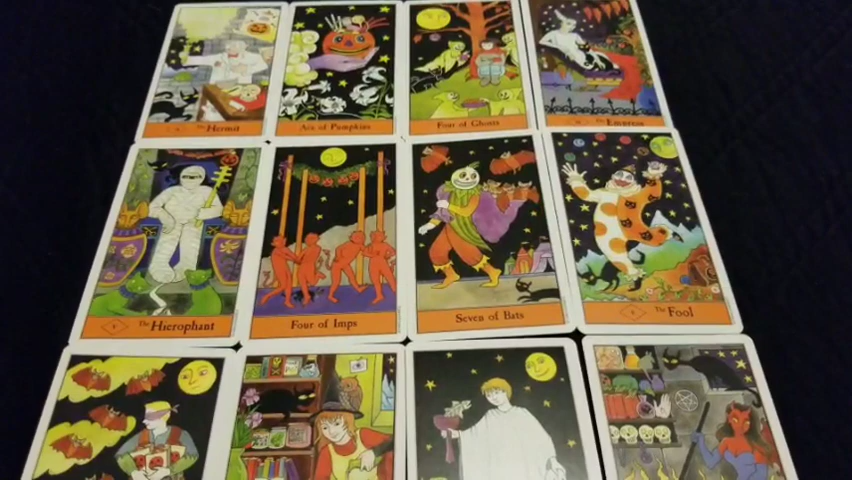 The Hermit
Ace of Pumpkins
Four of Ghosts
The Empress
The Hierophant
Four of Imps
Seven of Bats
The Fool